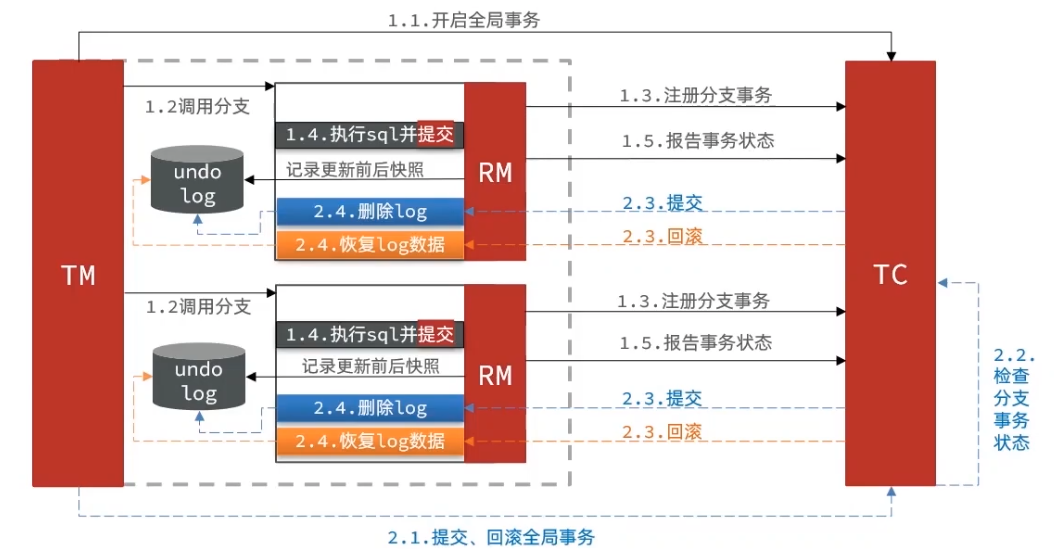 1.1.开启全局事务
TM
1.2调用分支
1.4.执行sql并提交
undo
log
记录更新前后快照
2.4.删除log
2.4.恢复log数据
RM
1.3.注册分支事务
1.5.报告事务状态
2.3.提交
2.3.回滚
1.2调用分支
1.4.执行sql并提交
undo
log
记录更新前后快照
2.4.删除log
2.4.恢复log数据
RM
1.3.注册分支事务
1.5.报告事务状态
2.3.提交
2.3.回滚
TC
2.2.
检查
分支
事务
状态
2.1.提交、回滚全局事务